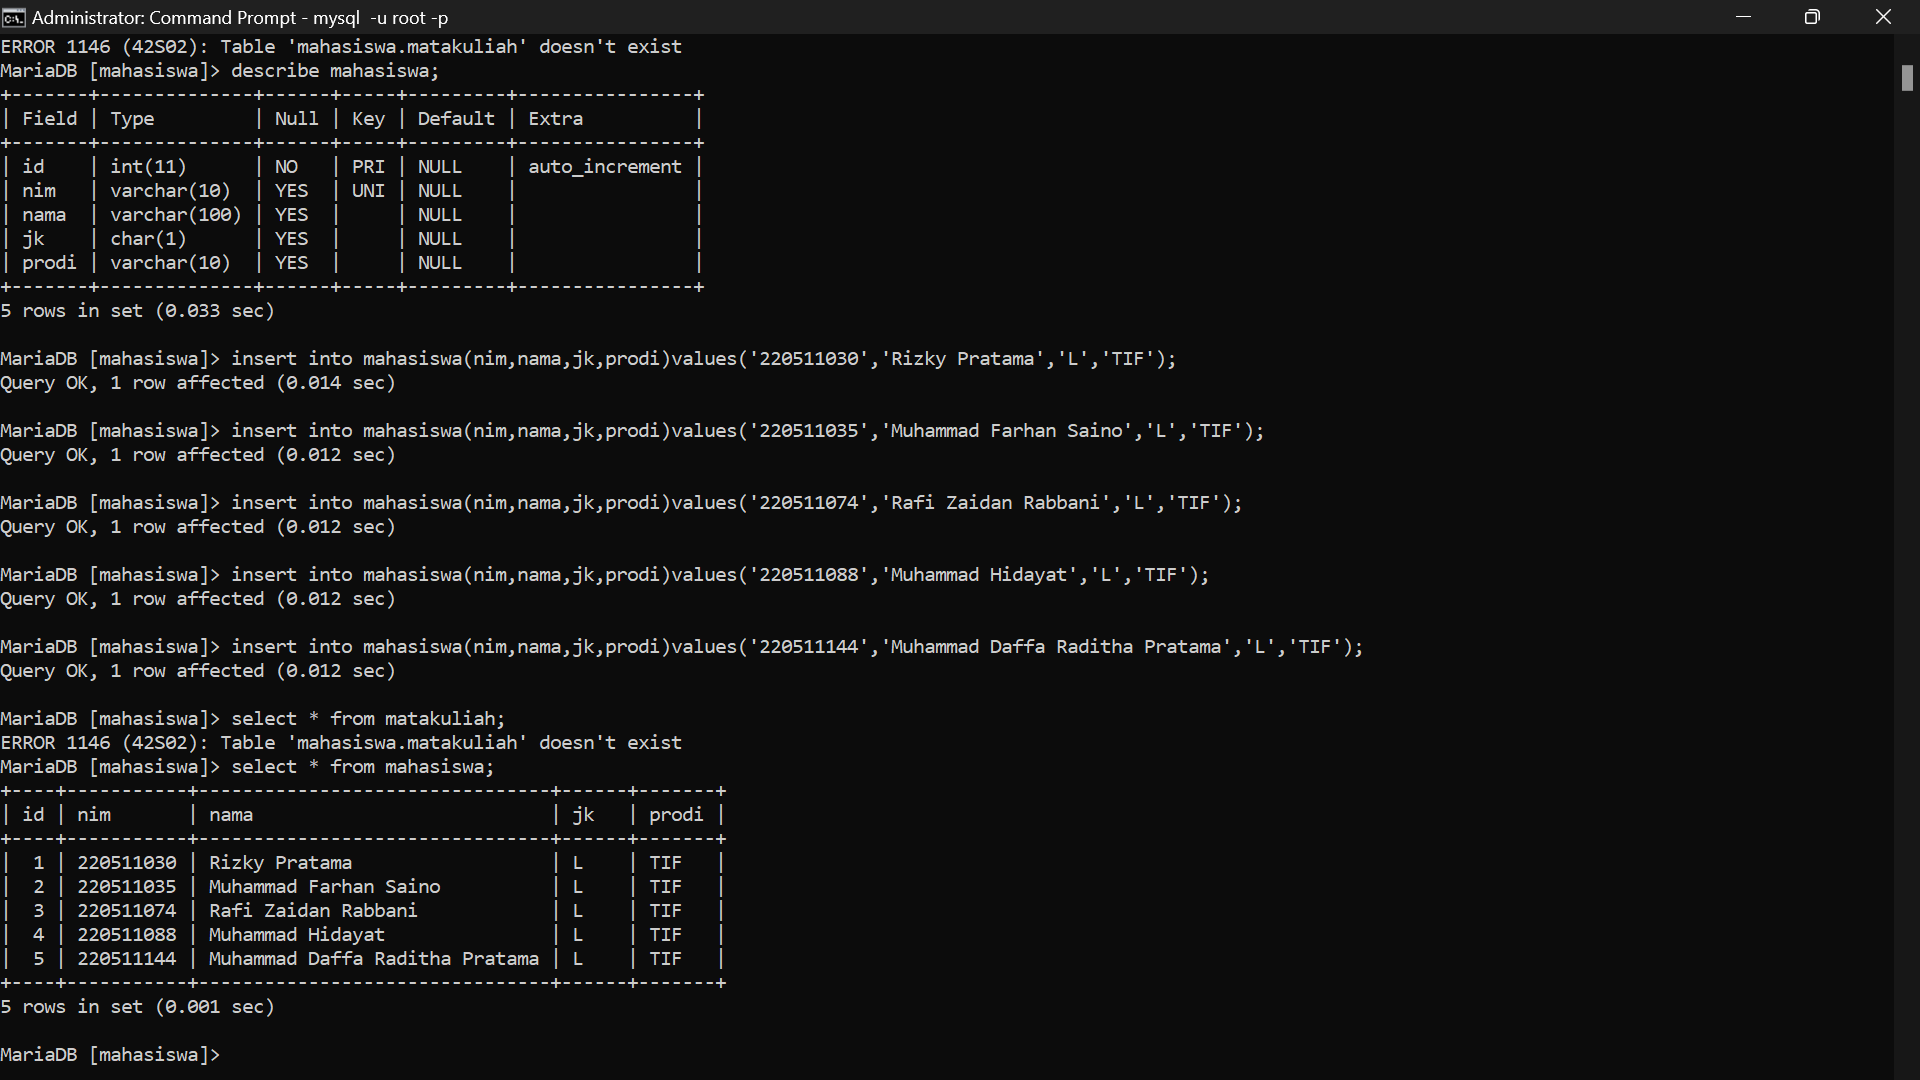 Administrator: Command Prompt - mysql  -u root -p
ERROR 1146 (42S02): Table 'mahasiswa.matakuliah' doesn't exist
MariaDB [mahasiswa]> describe mahasiswa;
+-------+--------------+------+-----+---------+----------------+
| Field | Type         | Null | Key | Default | Extra          |
+-------+--------------+------+-----+---------+----------------+
| id    | int(11)      | NO   | PRI | NULL    | auto_increment |
| nim   | varchar(10)  | YES  | UNI | NULL    |                |
| nama  | varchar(100) | YES  |     | NULL    |                |
| jk    | char(1)      | YES  |     | NULL    |                |
| prodi | varchar(10)  | YES  |     | NULL    |                |
+-------+--------------+------+-----+---------+----------------+
5 rows in set (0.033 sec)
MariaDB [mahasiswa]> insert into mahasiswa(nim,nama,jk,prodi)values('220511030','Rizky Pratama','L','TIF');
Query OK, 1 row affected (0.014 sec)
MariaDB [mahasiswa]> insert into mahasiswa(nim,nama,jk,prodi)values('220511035','Muhammad Farhan Saino','L','TIF');
Query OK, 1 row affected (0.012 sec)
MariaDB [mahasiswa]> insert into mahasiswa(nim,nama,jk,prodi)values('220511074','Rafi Zaidan Rabbani','L','TIF');
Query OK, 1 row affected (0.012 sec)
MariaDB [mahasiswa]> insert into mahasiswa(nim,nama,jk,prodi)values('220511088','Muhammad Hidayat','L','TIF');
Query OK, 1 row affected (0.012 sec)
MariaDB [mahasiswa]> insert into mahasiswa(nim,nama,jk,prodi)values('220511144','Muhammad Daffa Raditha Pratama','L','TIF');
Query OK, 1 row affected (0.012 sec)
MariaDB [mahasiswa]> select * from matakuliah;
ERROR 1146 (42S02): Table 'mahasiswa.matakuliah' doesn't exist
MariaDB [mahasiswa]> select * from mahasiswa;
+----+-----------+--------------------------------+------+-------+
| id | nim       | nama                           | jk   | prodi |
+----+-----------+--------------------------------+------+-------+
|  1 | 220511030 | Rizky Pratama                  | L    | TIF   |
|  2 | 220511035 | Muhammad Farhan Saino          | L    | TIF   |
|  3 | 220511074 | Rafi Zaidan Rabbani            | L    | TIF   |
|  4 | 220511088 | Muhammad Hidayat               | L    | TIF   |
|  5 | 220511144 | Muhammad Daffa Raditha Pratama | L    | TIF   |
+----+-----------+--------------------------------+------+-------+
5 rows in set (0.001 sec)
MariaDB [mahasiswa]>